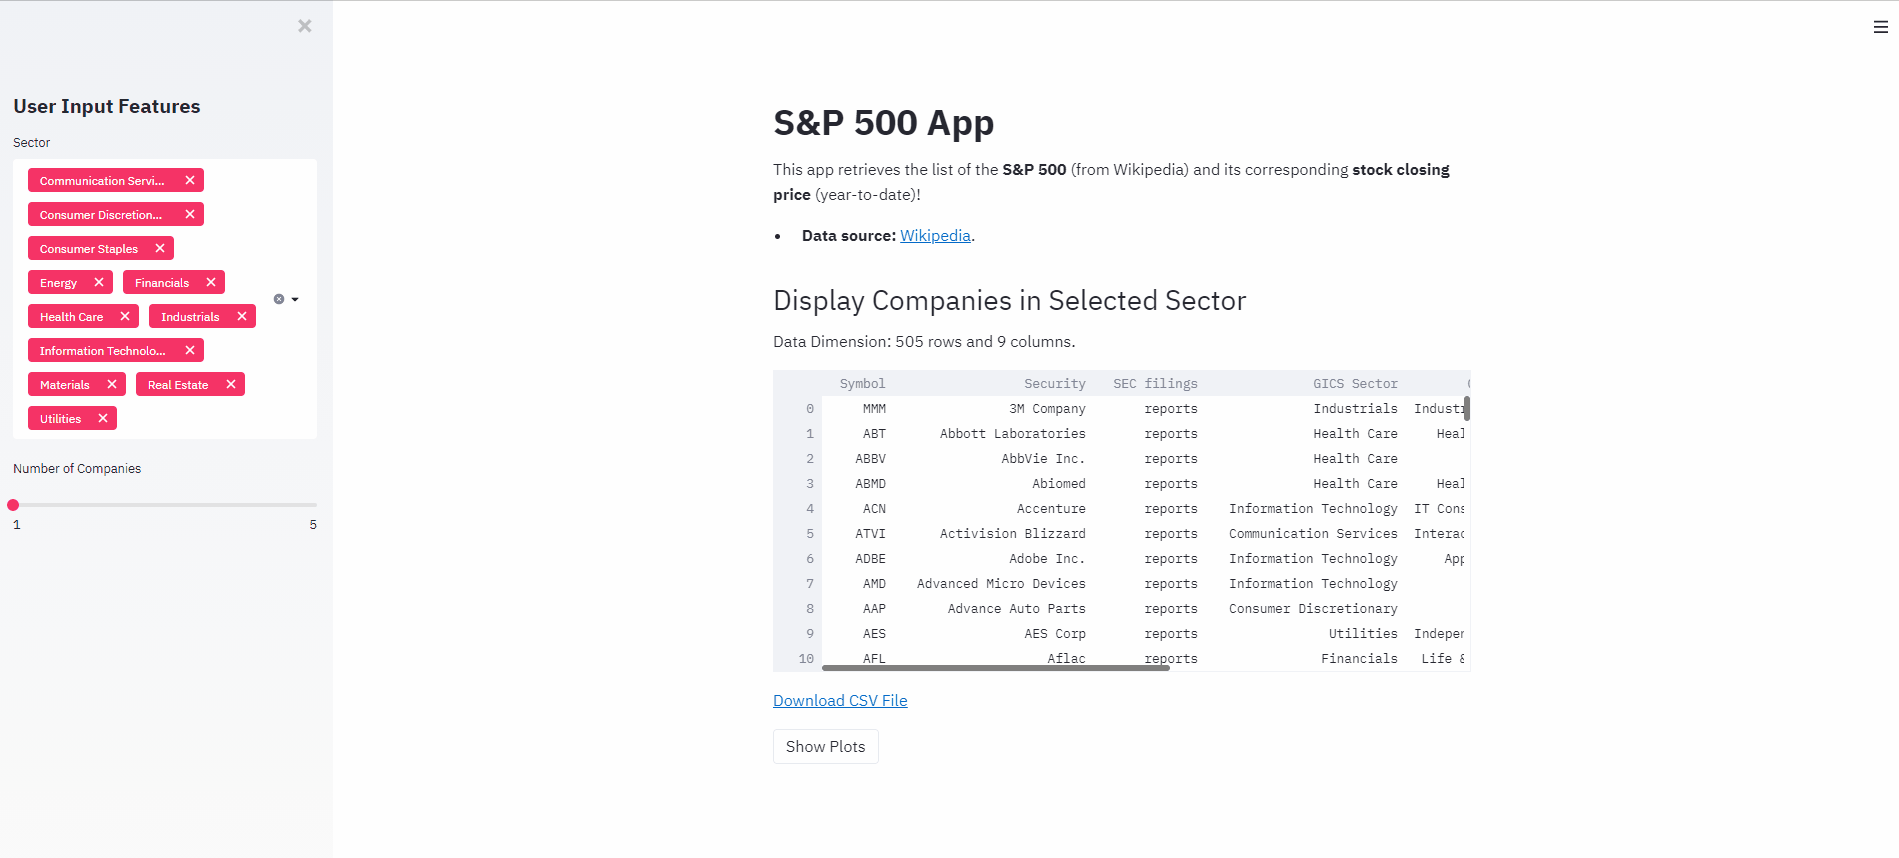 User Input Features
Sector
Communication Servi...
Consumer Discretion...
Consumer Staples
Energy Financials
Health Care Industrials
Information Technolo...
Materials Real Estate
Utilities
Number of Companies
1 5
S&P 500 App
This app retrieves the list of the S&P 500 (from Wikipedia) and its corresponding stock closing
price (year-to-date)!
• Data source: Wikipedia.
Display Companies in Selected Sector
Data Dimension: 505 rows and 9 columns.
Symbol Security SEC filings GICS Sector
0 MMM 3M Company reports Industrials Industr
1 ABT Abbott Laboratories reports Health Care Heal
2 ABBV AbbVie Inc. reports Health Care
3 ABMD Abiomed reports Health Care Heal
4 ACN Accenture reports Information Technology IT Cons
5 ATVI Activision Blizzard reports Communication Services Interac
6 ADBE Adobe Inc. reports Information Technology App
7 AMD Advanced Micro Devices reports Information Technology
8 AAP Advance Auto Parts reports Consumer Discretionary
9 AES AES Corp reports Utilities Indeper
10 AFL Aflac reports Financials Life &
Download CSV File
Show Plots